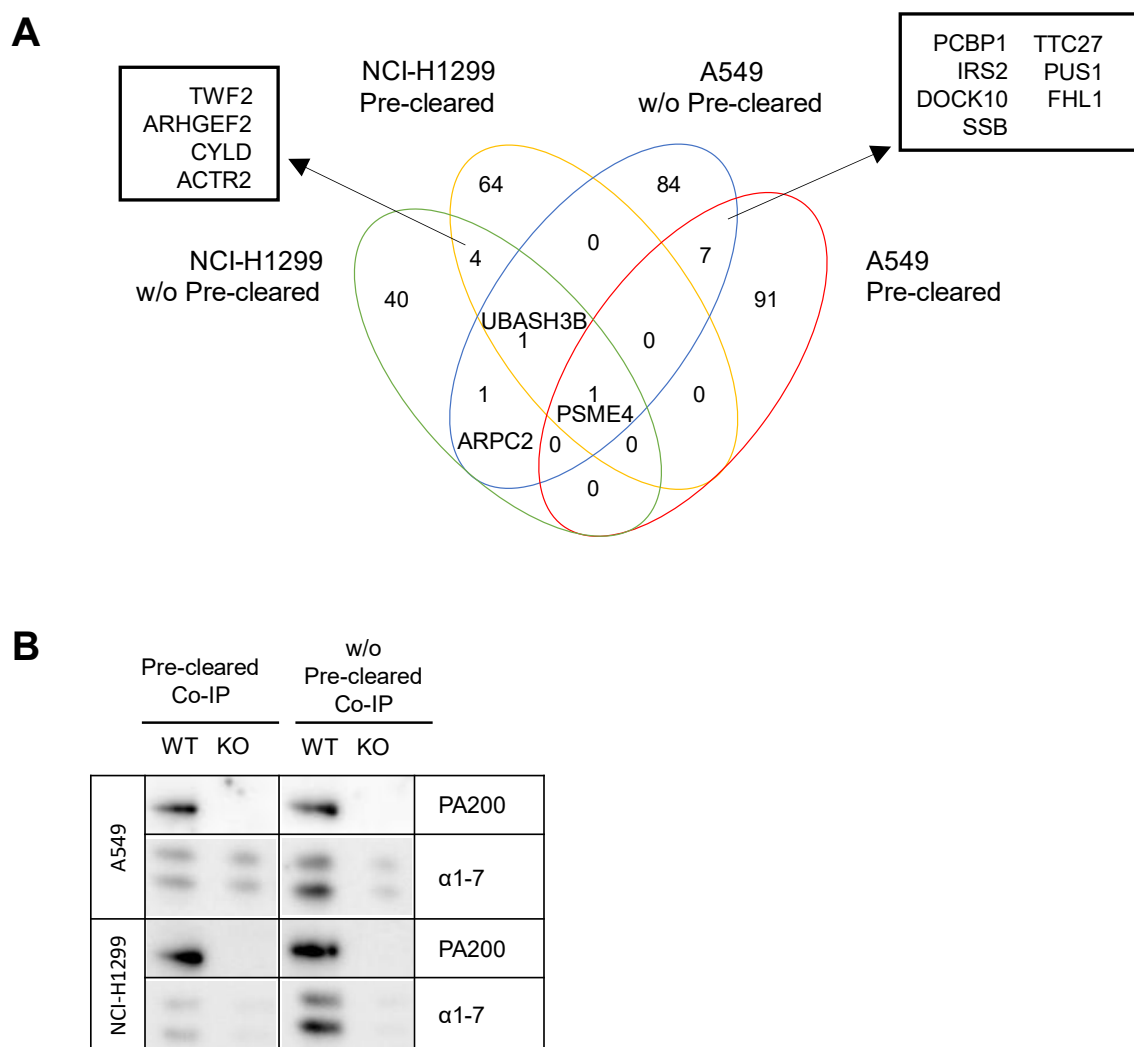 A
NCI-H1299
Pre-cleared
A549
w/o Pre-cleared
PCBP1 TTC27
IRS2 PUS1
DOCK10 FHL1
SSB
TWF2
ARHGEF2
CYLD
ACTR2
NCI-H1299
w/o Pre-cleared
A549
Pre-cleared
64
84
0
4
7
40
91
UBASH3B
1
0
1
1
0
PSME4
ARPC2
0
0
0
B
Pre-cleared
Co-IP
w/o
Pre-cleared
Co-IP
WT KO
WT KO
A549
PA200
α1-7
NCI-H1299
PA200
α1-7